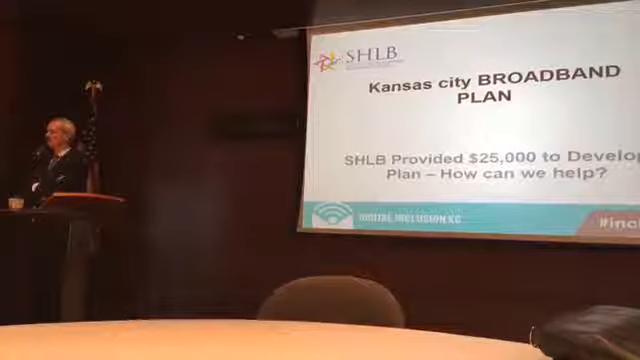 SHLB
Kansas city BROADBAND
PLAN
SHLB Provided $25,000 to Develo
Plan – How can we help?
DIGITAL INCLUSION KC
#inc